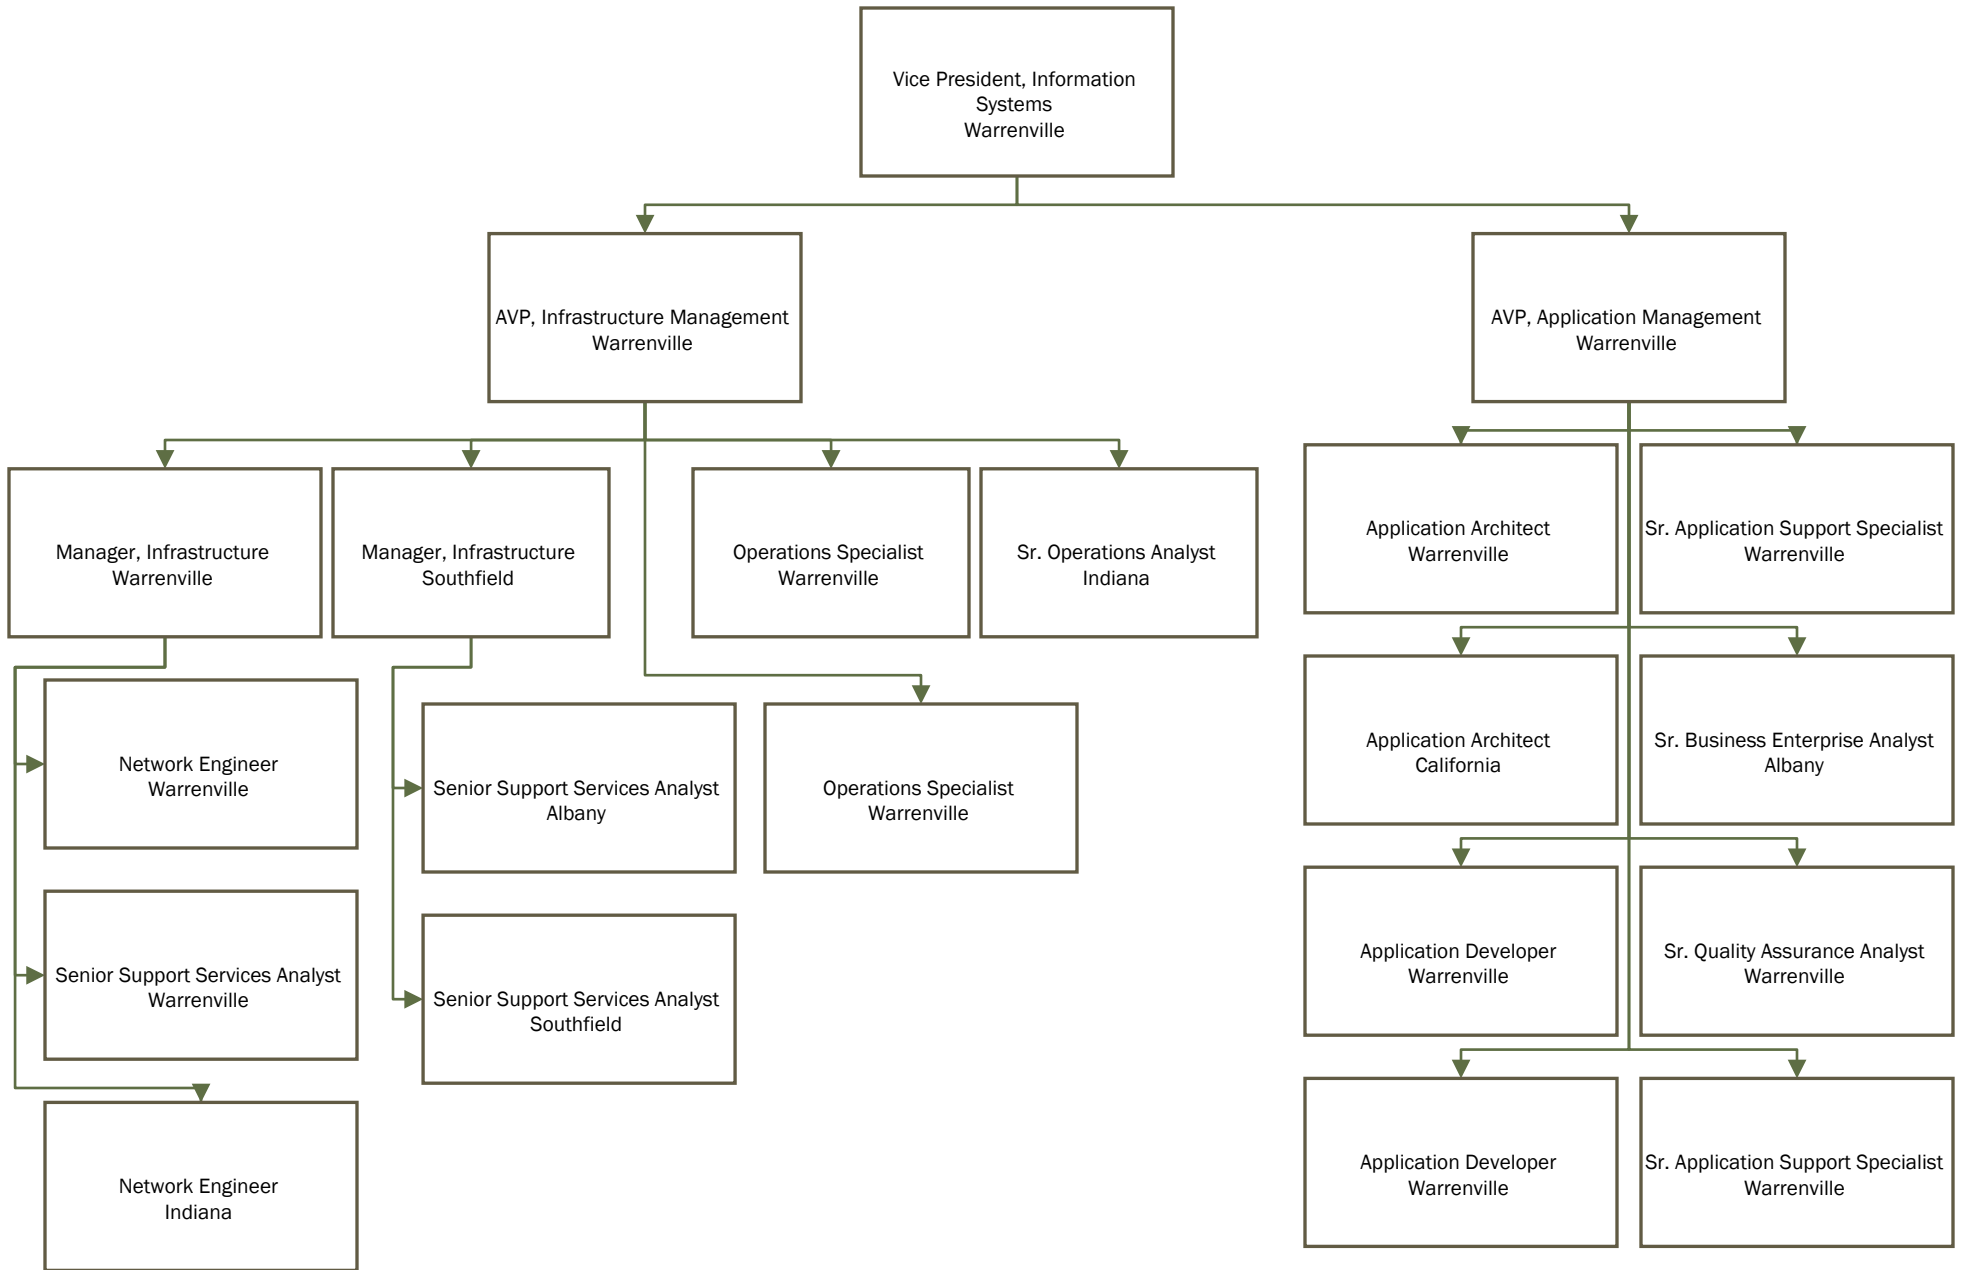 Vice President, Information
Systems
Warrenville
AVP, Infrastructure Management
Warrenville
AVP, Application Management
Warrenville
Manager, Infrastructure
Warrenville
Manager, Infrastructure
Southfield
Operations Specialist
Warrenville
Sr. Operations Analyst
Indiana
Application Architect
Warrenville
Sr. Application Support Specialist
Warrenville
Network Engineer
Warrenville
Senior Support Services Analyst
Albany
Operations Specialist
Warrenville
Application Architect
California
Sr. Business Enterprise Analyst
Albany
Senior Support Services Analyst
Warrenville
Senior Support Services Analyst
Southfield
Application Developer
Warrenville
Sr. Quality Assurance Analyst
Warrenville
Network Engineer
Indiana
Application Developer
Warrenville
Sr. Application Support Specialist
Warrenville